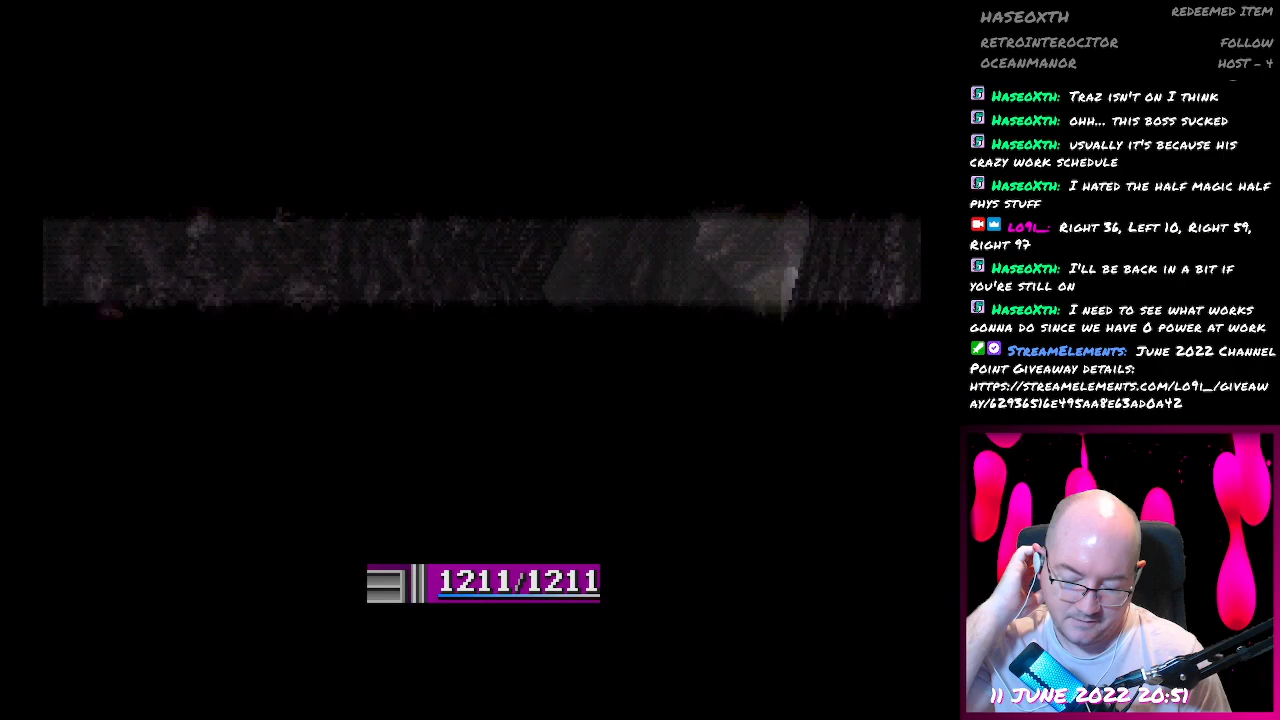 HASEOXTH REDEEMED ITEM
RETROINTEROCITOR FOLLOW
OCEANMANOR HOST - 4
HASEOXTH: TRAZ ISN'T ON I THINK
HASEOXTH: OHH... THIS BOSS SUCKED
HASEOXTH: USUALLY IT'S BECAUSE HIS
CRAZY WORK SCHEDULE
HASEOXTH: I HATED THE HALF MAGIC HALF
PHYS STUFF
LO9I_: RIGHT 36, LEFT 10, RIGHT 59,
RIGHT 97
HASEOXTH: I'LL BE BACK IN A BIT IF
YOU'RE STILL ON
HASEOXTH: I NEED TO SEE WHAT WORKS
GONNA DO SINCE WE HAVE 0 POWER AT WORK
STREAMELEMENTS: JUNE 2022 CHANNEL
POINT GIVEAWAY DETAILS:
HTTPS://STREAMELEMENTS.COM/LO9I_/GIVEAW
AY/62936516E495AA8E63AD0A42
1211/1211
11 JUNE 2022 20:51